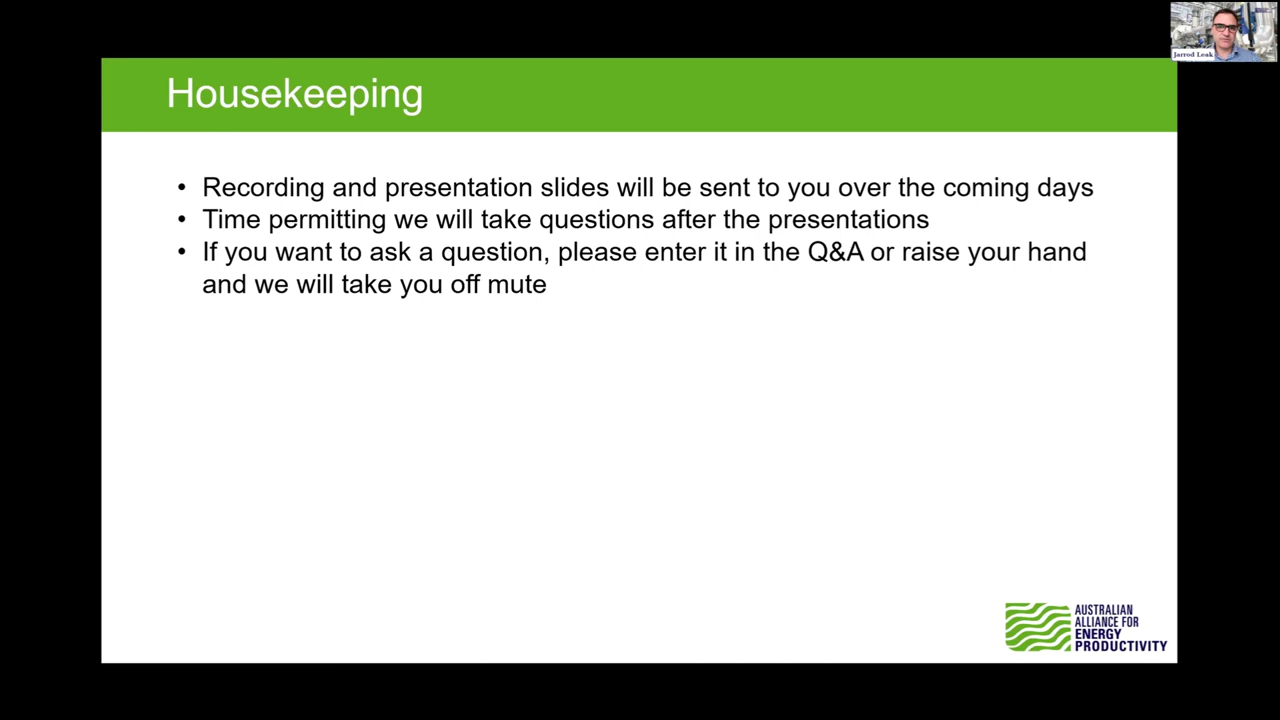 Jarrod Leak
Housekeeping
• Recording and presentation slides will be sent to you over the coming days
• Time permitting we will take questions after the presentations
• If you want to ask a question, please enter it in the Q&A or raise your hand
and we will take you off mute
AUSTRALIAN
ALLIANCE FOR
ENERGY
PRODUCTIVITY